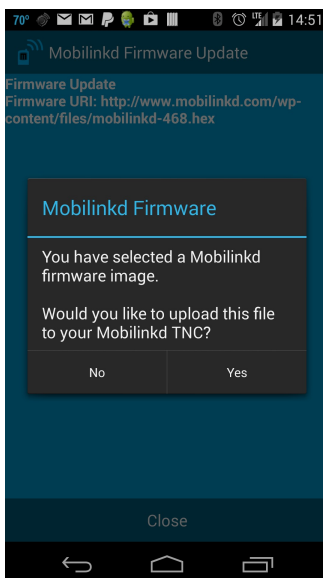 70° LTE 14:51
Mobilinkd Firmware Update
Firmware Update
Firmware URI: http://www.mobilinkd.com/wp-
content/files/mobilinkd-468.hex
Mobilinkd Firmware
You have selected a Mobilinkd
firmware image.
Would you like to upload this file
to your Mobilinkd TNC?
No Yes
Close